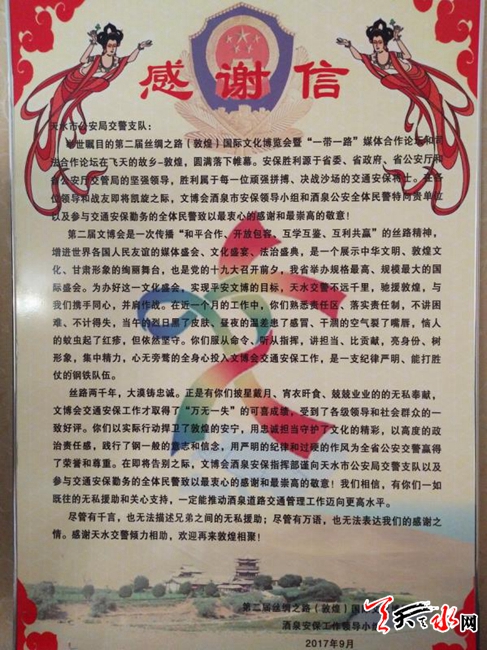 感谢信
天水市公安局交警支队：
世瞩目的第二届丝绸之路（敦煌）国际文化博览会暨“一带一路”媒体合作论坛和司
法合作论坛在飞天的故乡-敦煌，圆满落下帷幕。安保胜利源于省委、省政府、省公安厅和
省公安厅交管局的坚强领导，胜利属于每一位顽强拼搏、决战沙场的交通安保将士。在各
位领导和战友即将凯旋之际，文博会酒泉市安保领导小组和酒泉公安全体民警特向贵单位
以及参与交通安保勤务的全体民警致以最衷心的感谢和最崇高的敬意！
第二届文博会是一次传播“和平合作、开放包容、互学互鉴、互利共赢”的丝路精神，
增进世界各国人民友谊的媒体盛会、文化盛宴、法治盛典，是一个展示中华文明、敦煌文
化、甘肃形象的绚丽舞台，也是党的十九大召开前夕，我省举办规格最高、规模最大的国
际盛会。为办好这一文化盛会，实现平安文博的目标，天水交警不远千里，驰援敦煌，与
我们携手同心，并肩作战。在近一个月的工作中，你们熟悉责任区，落实责任制，不讲困
难、不计得失，当午的烈日黑了皮肤，昼夜的温差患了感冒、干涸的空气裂了嘴唇，恼人
的蚊虫起了红疹，但依然坚守。你们服从命令、听从指挥，讲担当、比贡献，亮身份、树
形象，集中精力，心无旁骛的全身心投入文博会交通安保工作，是一支纪律严明、能打胜
仗的钢铁队伍。
丝路两千年，大漠铸忠诚。正是有你们披星戴月、宵衣旰食、兢兢业业的的无私奉献，
文博会交通安保工作才取得了“万无一失”的可喜成绩，受到了各级领导和社会群众的一
致好评。你们以实际行动捍卫了敦煌的安宁，用忠诚担当守护了文化的精彩，以高度的政
治责任感，践行了钢一般的意志和信念，用严明的纪律和过硬的作风为全省公安交警赢得
了荣誉和尊重。在即将告别之际，文博会酒泉安保指挥部谨向天水市公安局交警支队以及
参与交通安保勤务的全体民警致以最衷心的感谢和最崇高的敬意！我们相信，有你们一如
既往的无私援助和关心支持，一定能推动酒泉道路交通管理工作迈向更高水平。
尽管有千言，也无法描述兄弟之间的无私援助；尽管有万语，也无法表达我们的感谢之
情。感谢天水交警倾力相助，欢迎再来敦煌相聚！
第二届丝绸之路（敦煌）国
酒泉安保工作领导小
2017年9月
天天水网